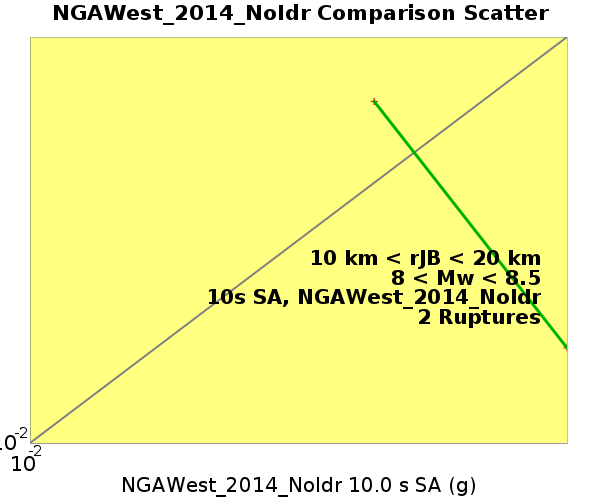 NGAWest_2014_NoIdr Comparison Scatter
10 km < rJB < 20 km
8 < Mw < 8.5
10s SA, NGAWest_2014_NoIdr
2 Ruptures
10-2
10-2
NGAWest_2014_NoIdr 10.0 s SA (g)